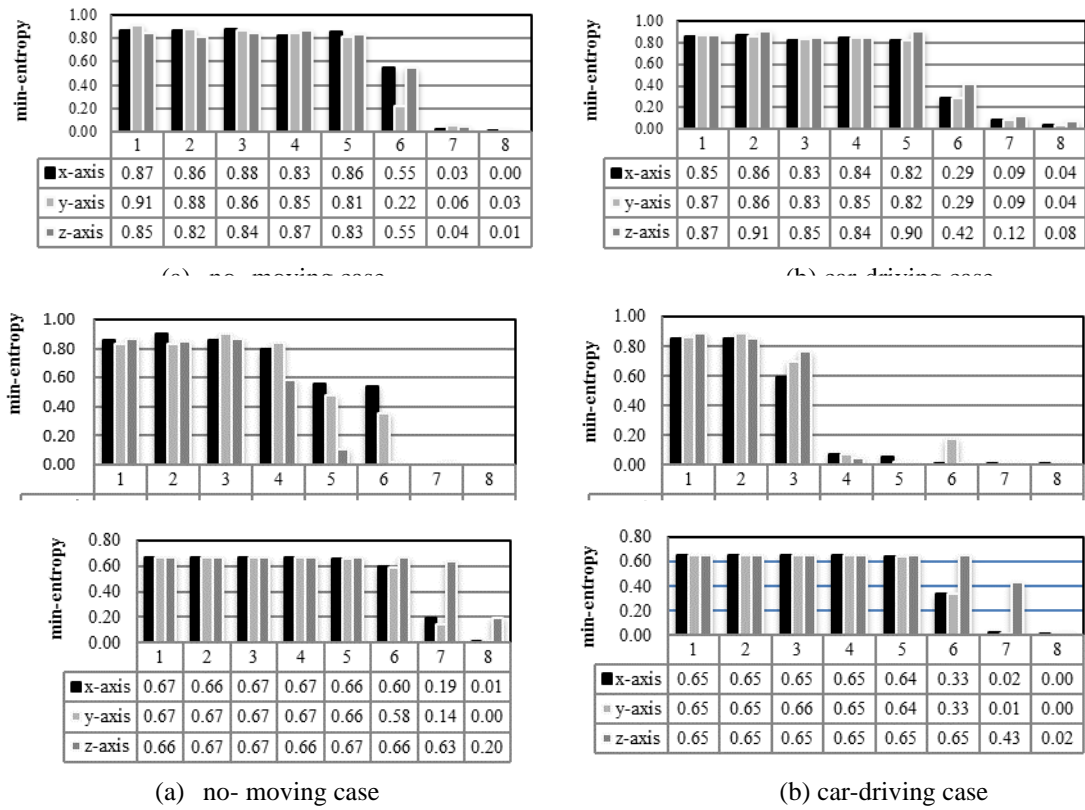 min-entropy
1.00
0.80
0.60
0.40
0.20
0.00
1 2 3 4 5 6 7 8
x-axis 0.87 0.86 0.88 0.83 0.86 0.55 0.03 0.00
y-axis 0.91 0.88 0.86 0.85 0.81 0.22 0.06 0.03
z-axis 0.85 0.82 0.84 0.87 0.83 0.55 0.04 0.01
no- moving case
min-entropy
1.00
0.80
0.60
0.40
0.20
0.00
1 2 3 4 5 6 7 8
x-axis 0.85 0.86 0.83 0.84 0.82 0.29 0.09 0.04
y-axis 0.87 0.86 0.83 0.85 0.82 0.29 0.09 0.04
z-axis 0.87 0.91 0.85 0.84 0.90 0.42 0.12 0.08
(b) car-driving case
min-entropy
1.00
0.80
0.60
0.40
0.20
0.00
1 2 3 4 5 6 7 8
min-entropy
1.00
0.80
0.60
0.40
0.20
0.00
1 2 3 4 5 6 7 8
min-entropy
0.80
0.60
0.40
0.20
0.00
1 2 3 4 5 6 7 8
x-axis 0.67 0.66 0.67 0.67 0.66 0.60 0.19 0.01
y-axis 0.67 0.67 0.67 0.67 0.66 0.58 0.14 0.00
z-axis 0.66 0.67 0.67 0.66 0.67 0.66 0.63 0.20
(a) no- moving case
min-entropy
0.80
0.60
0.40
0.20
0.00
1 2 3 4 5 6 7 8
x-axis 0.65 0.65 0.65 0.65 0.64 0.33 0.02 0.00
y-axis 0.65 0.65 0.66 0.65 0.64 0.33 0.01 0.00
z-axis 0.65 0.65 0.65 0.65 0.65 0.65 0.43 0.02
(b) car-driving case